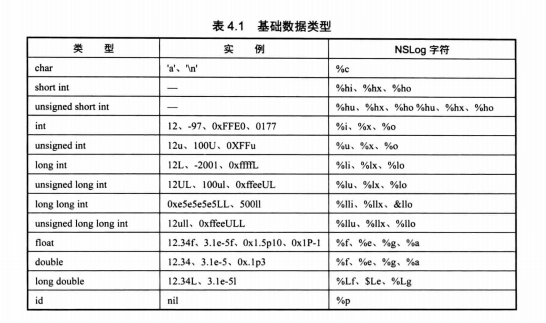 表 4.1 基础数据类型
类 型 实 例 NSLog 字符
char 'a'、'\n' %c
short int — %hi、%hx、%ho
unsigned short int — %hu、%hx、%ho %hu、%hx、%ho
int 12、-97、0xFFE0、0177 %i、%x、%o
unsigned int 12u、100U、0XFFu %u、%x、%o
long int 12L、-2001、0xffffL %li、%lx、%lo
unsigned long int 12UL、100ul、0xffeeUL %lu、%lx、%lo
long long int 0xe5e5e5e5LL、500ll %lli、%llx、&llo
unsigned long long int 12ull、0xffeeULL %llu、%llx、%llo
float 12.34f、3.1e-5f、0x1.5p10、0x1P-1 %f、%e、%g、%a
double 12.34、3.1e-5、0x.1p3 %f、%e、%g、%a
long double 12.34L、3.1e-5l %Lf、$Le、%Lg
id nil %p